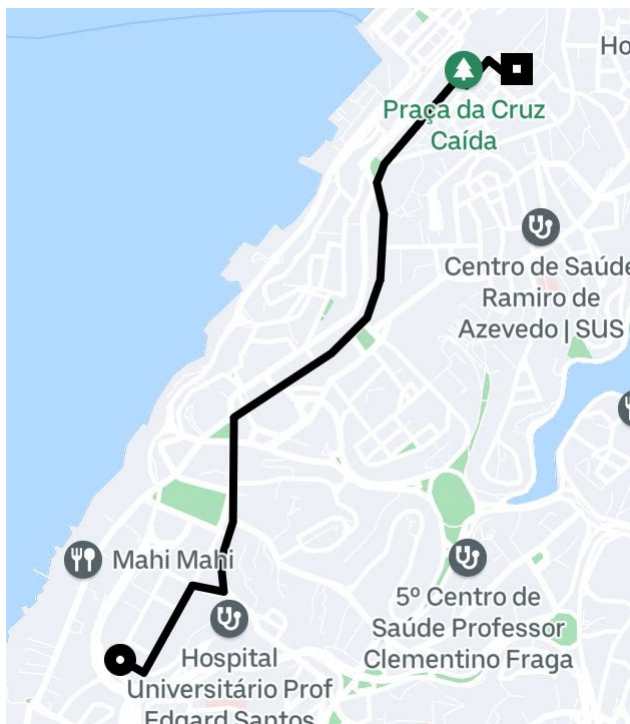 Ho
Praça da Cruz
Caída
Centro de Saúde
Ramiro de
Azevedo | SUS
Mahi Mahi
5º Centro de
Saúde Professor
Clementino Fraga
Hospital
Universitário Prof
Edgard Santos